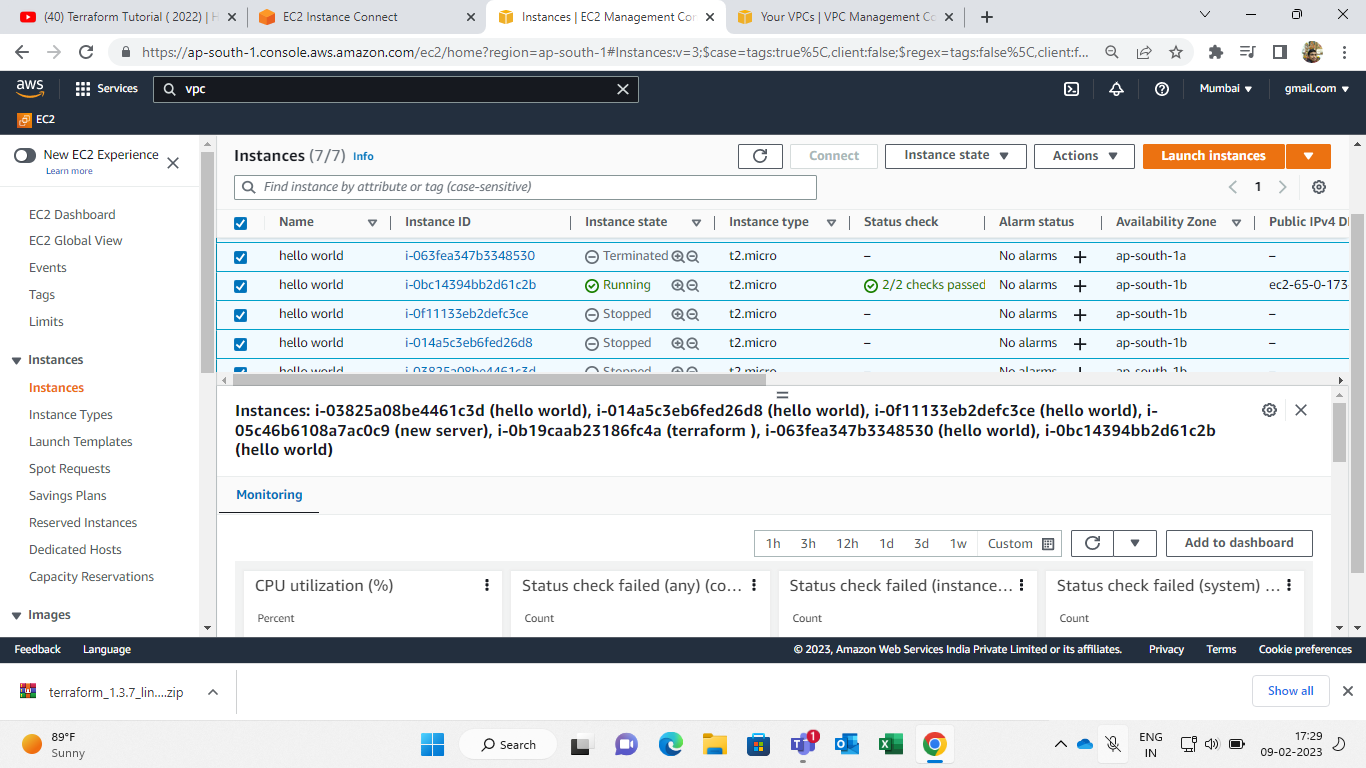 (40) Terraform Tutorial ( 2022) | H
EC2 Instance Connect
Instances | EC2 Management Con
Your VPCs | VPC Management Co
https://ap-south-1.console.aws.amazon.com/ec2/home?region=ap-south-1#Instances:v=3;$case=tags:true%5C,client:false;$regex=tags:false%5C,client:f...
aws
Services
vpc
Mumbai
gmail.com
EC2
New EC2 Experience
Learn more
EC2 Dashboard
EC2 Global View
Events
Tags
Limits
Instances
Instances
Instance Types
Launch Templates
Spot Requests
Savings Plans
Reserved Instances
Dedicated Hosts
Capacity Reservations
Images
Instances (7/7) Info
Connect
Instance state
Actions
Launch instances
Find instance by attribute or tag (case-sensitive)
1
Name Instance ID Instance state Instance type Status check Alarm status Availability Zone Public IPv4 D
hello world i-063fea347b3348530 Terminated t2.micro – No alarms + ap-south-1a –
hello world i-0bc14394bb2d61c2b Running t2.micro 2/2 checks passed No alarms + ap-south-1b ec2-65-0-173
hello world i-0f11133eb2defc3ce Stopped t2.micro – No alarms + ap-south-1b –
hello world i-014a5c3eb6fed26d8 Stopped t2.micro – No alarms + ap-south-1b –
hello world i-03825a08be4461c3d Stopped t2.micro No alarms ap-south-1b
Instances: i-03825a08be4461c3d (hello world), i-014a5c3eb6fed26d8 (hello world), i-0f11133eb2defc3ce (hello world), i-
05c46b6108a7ac0c9 (new server), i-0b19caab23186fc4a (terraform ), i-063fea347b3348530 (hello world), i-0bc14394bb2d61c2b
(hello world)
Monitoring
1h 3h 12h 1d 3d 1w Custom
Add to dashboard
CPU utilization (%)
Percent
Status check failed (any) (co...
Count
Status check failed (instance...
Count
Status check failed (system) ...
Count
Feedback Language
© 2023, Amazon Web Services India Private Limited or its affiliates. Privacy Terms Cookie preferences
terraform_1.3.7_lin....zip
Show all
89°F
Sunny
Search
1
ENG
IN
17:29
09-02-2023